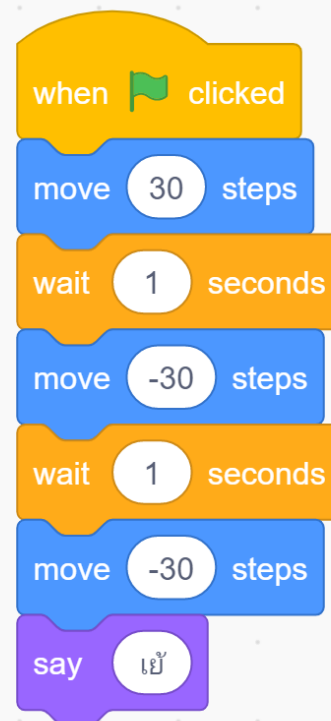 when clicked
move 30 steps
wait 1 seconds
move -30 steps
wait 1 seconds
move -30 steps
say เย้